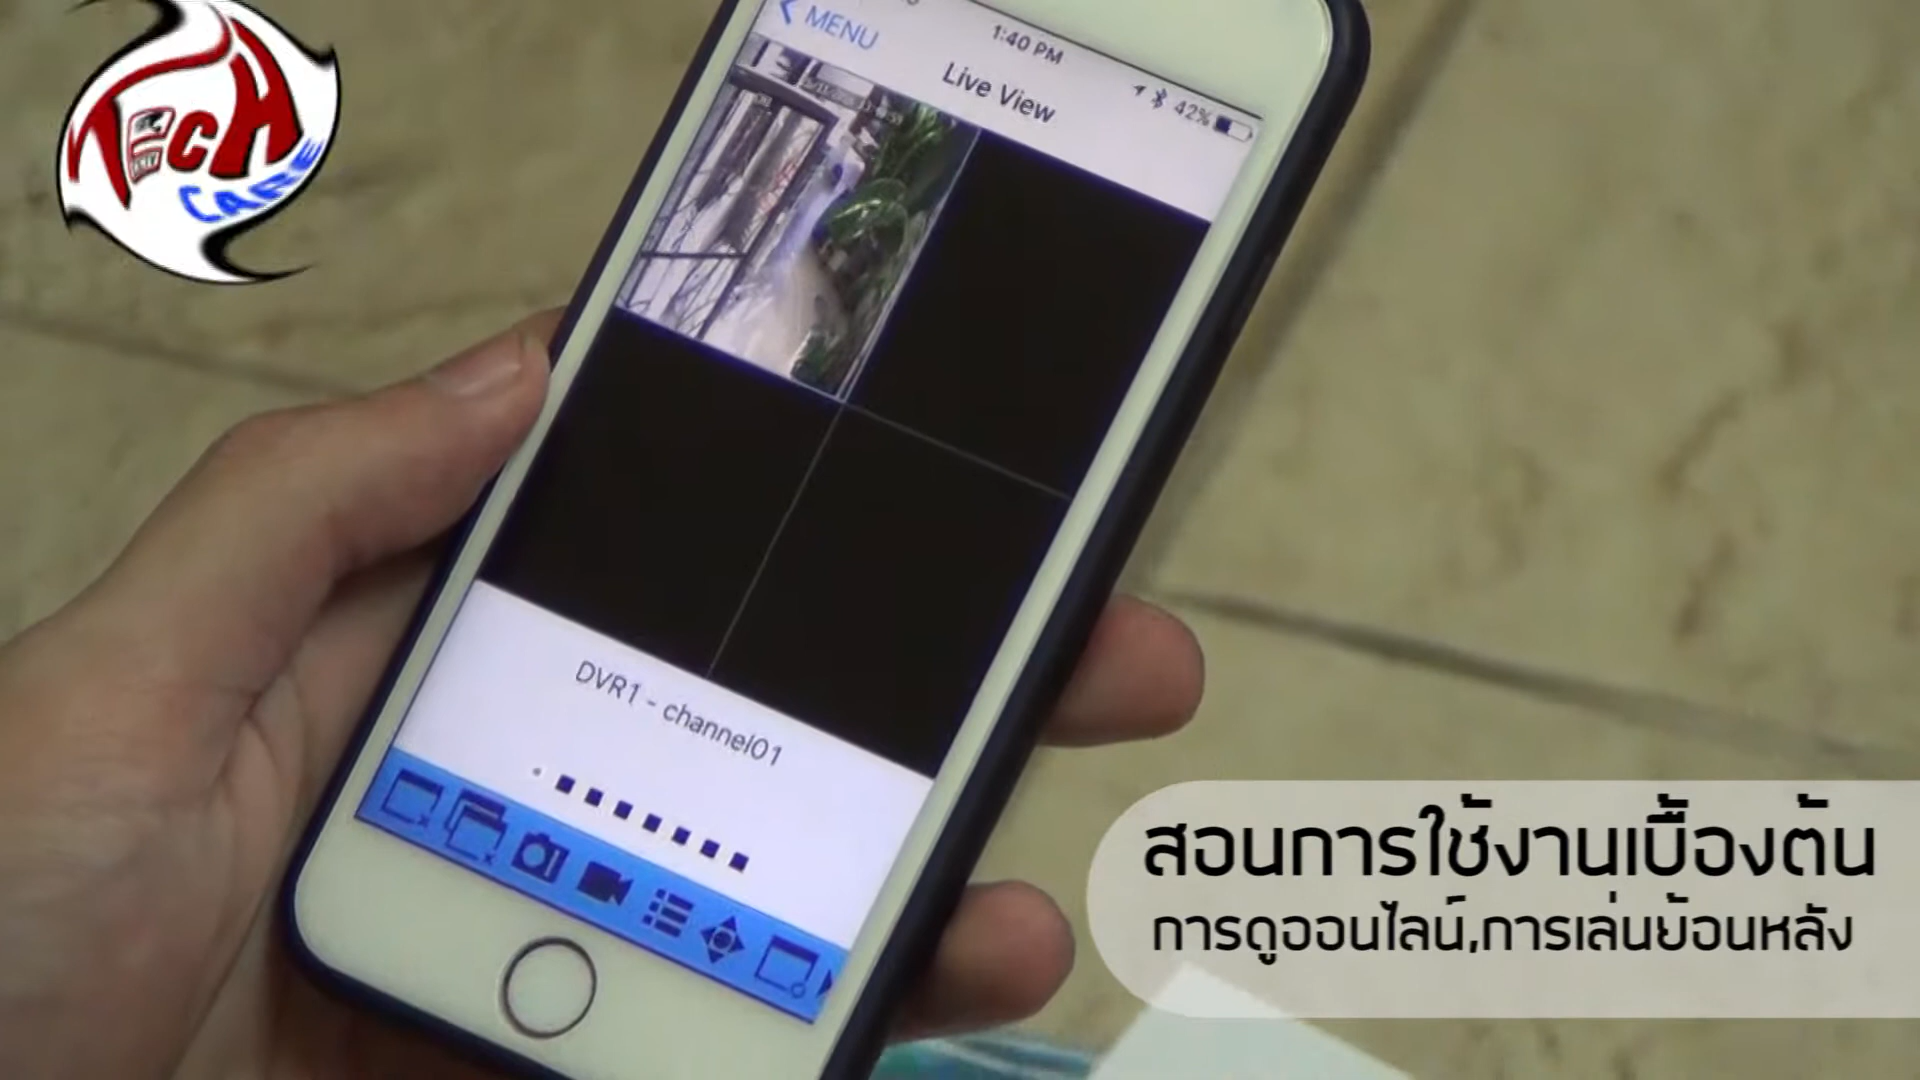 TECH
CARE
MENU
1:40 PM
42%
Live View
DVR1 - channel01
สอนการใช้งานเบื้องต้น
การดูออนไลน์,การเล่นย้อนหลัง